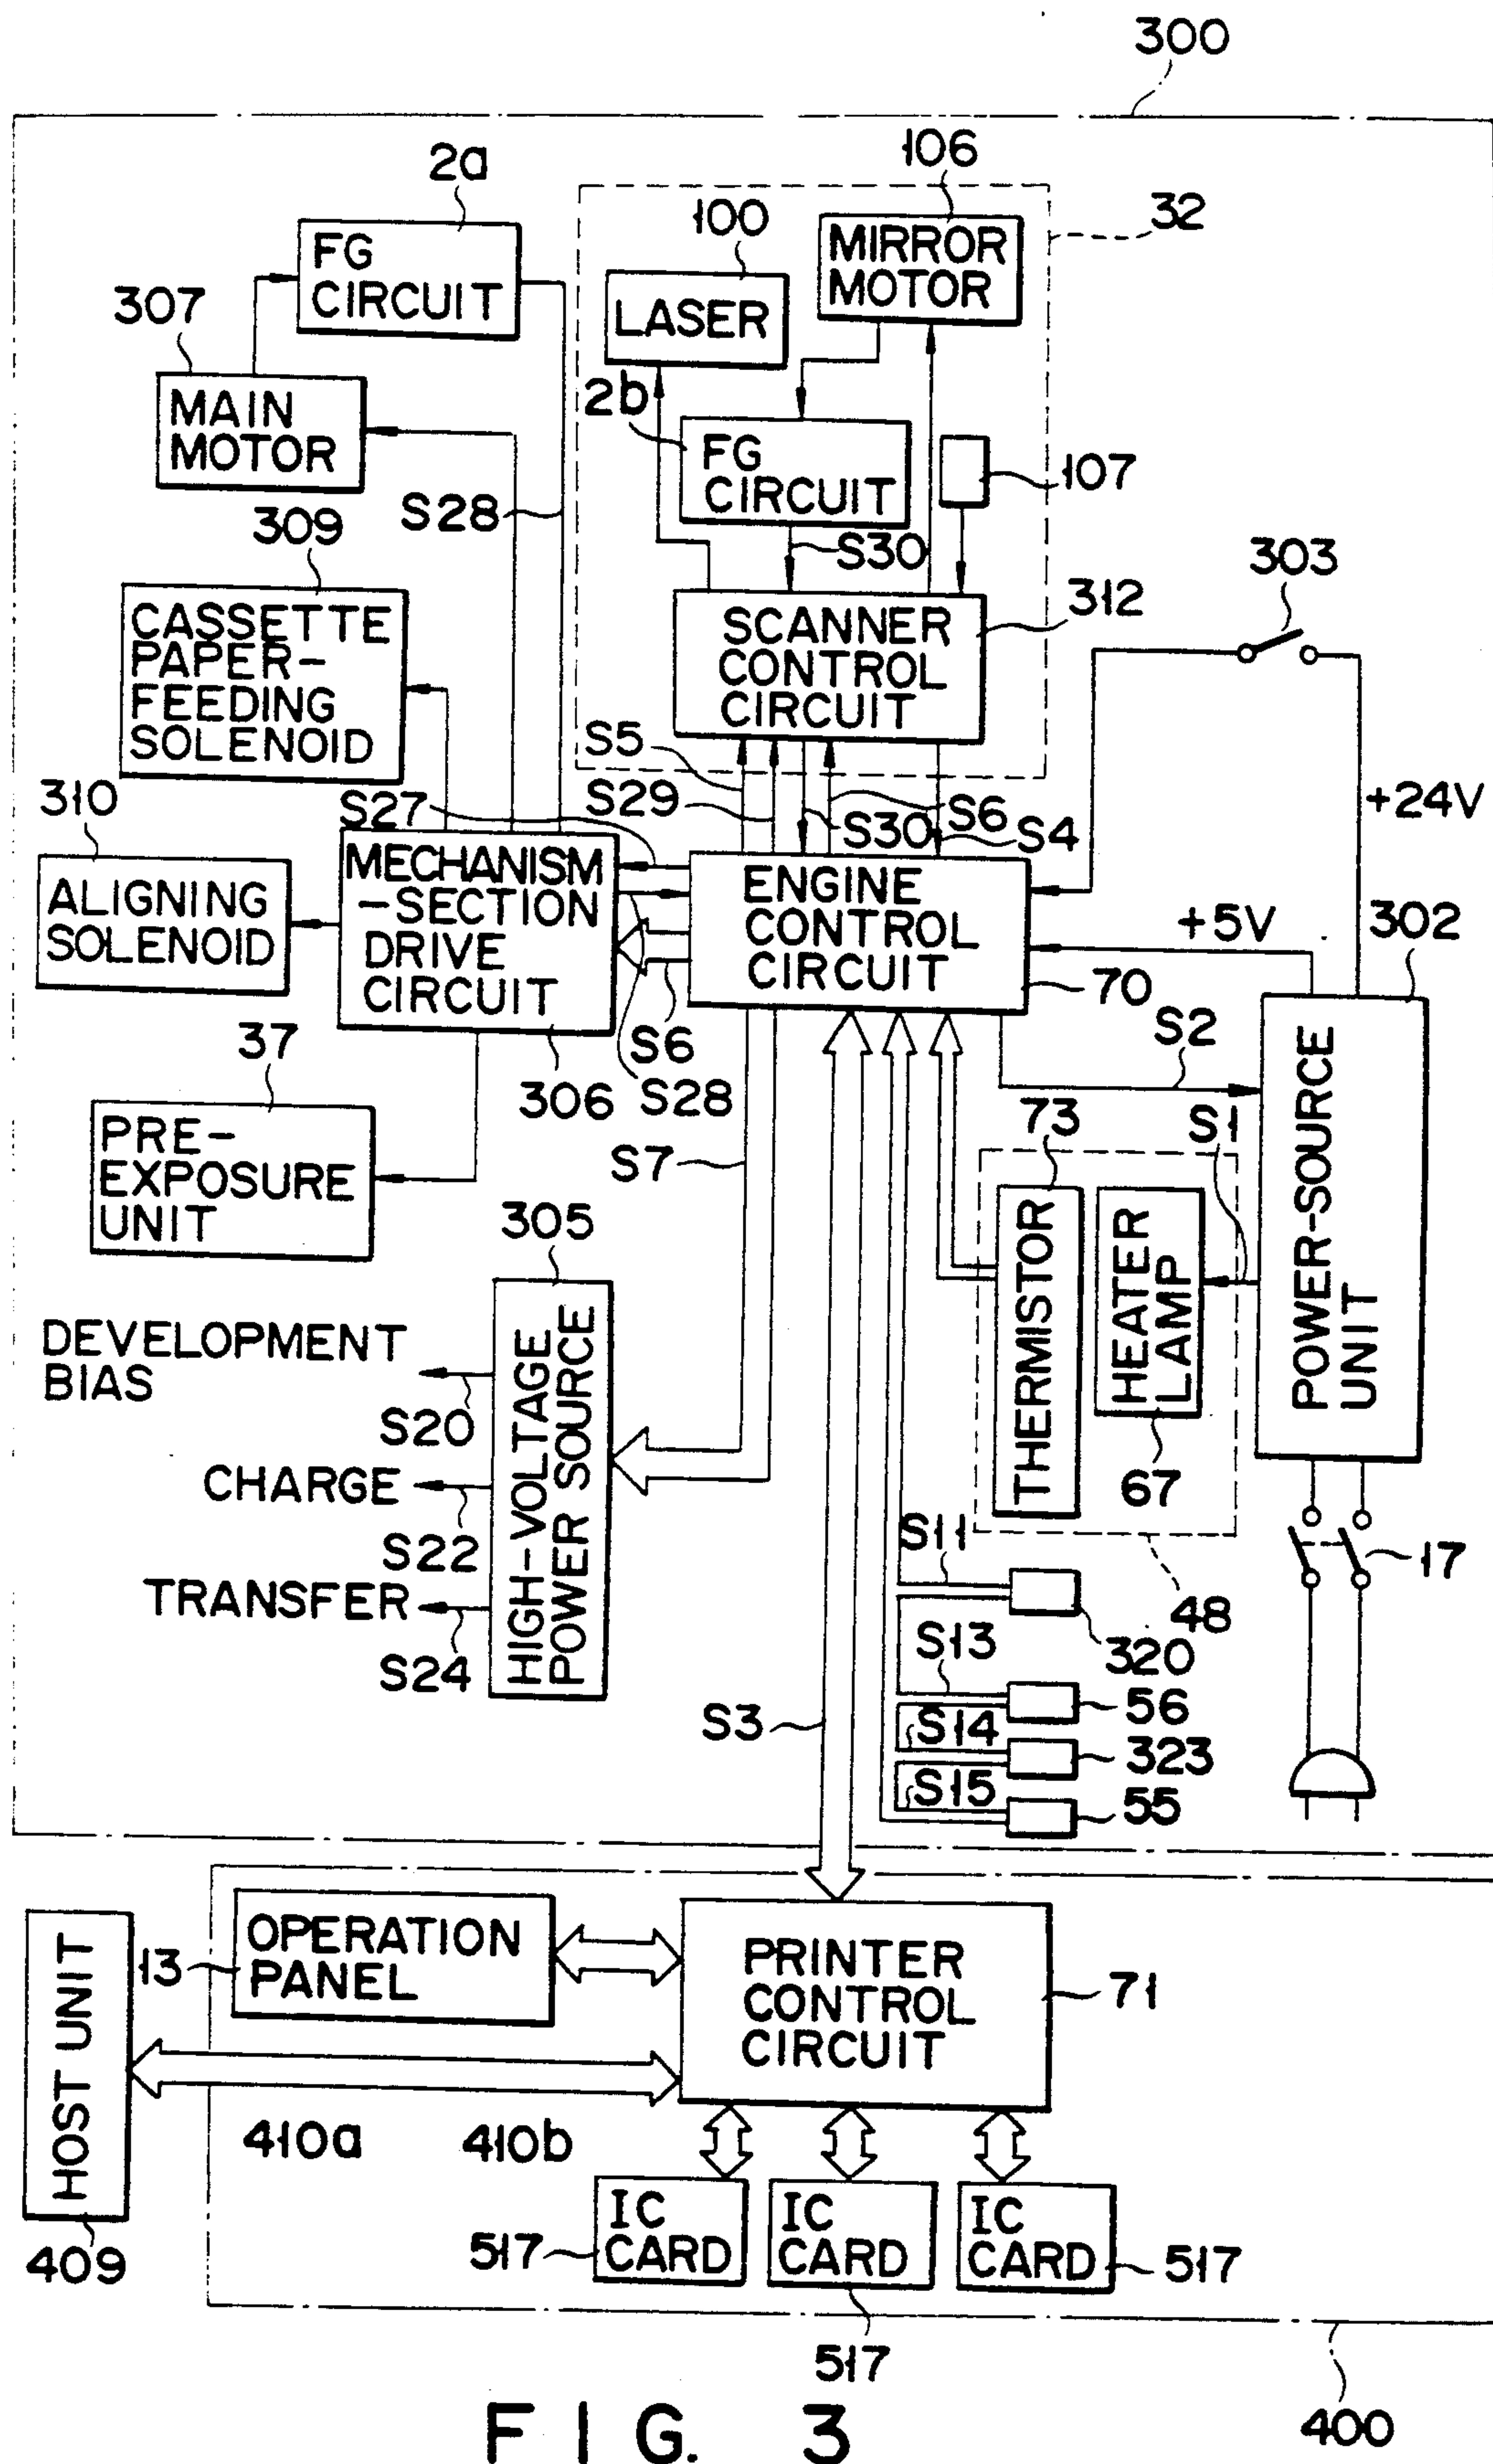 300
106
2a
32
100
MIRROR
MOTOR
FG
CIRCUIT
307
LASER
2b
MAIN
MOTOR
FG
CIRCUIT
107
S28
309
S30
303
CASSETTE
PAPER-
FEEDING
SOLENOID
SCANNER
CONTROL
CIRCUIT
312
S5
310
S27
S29
S30
S6
S4
+24V
MECHANISM
-SECTION
DRIVE
CIRCUIT
ENGINE
CONTROL
CIRCUIT
ALIGNING
SOLENOID
+5V
302
70
37
S6
S2
306
S28
73
S1
PRE-
EXPOSURE
UNIT
S7
305
POWER-SOURCE
UNIT
THERMISTOR
HEATER
LAMP
DEVELOPMENT
BIAS
HIGH-VOLTAGE
POWER SOURCE
S20
CHARGE
67
S22
S11
17
TRANSFER
48
S24
S13
320
S3
56
S14
323
S15
55
OPERATION
PANEL
13
HOST UNIT
PRINTER
CONTROL
CIRCUIT
71
410a
410b
IC
CARD
IC
CARD
IC
CARD
409
517
517
517
400
FIG. 3